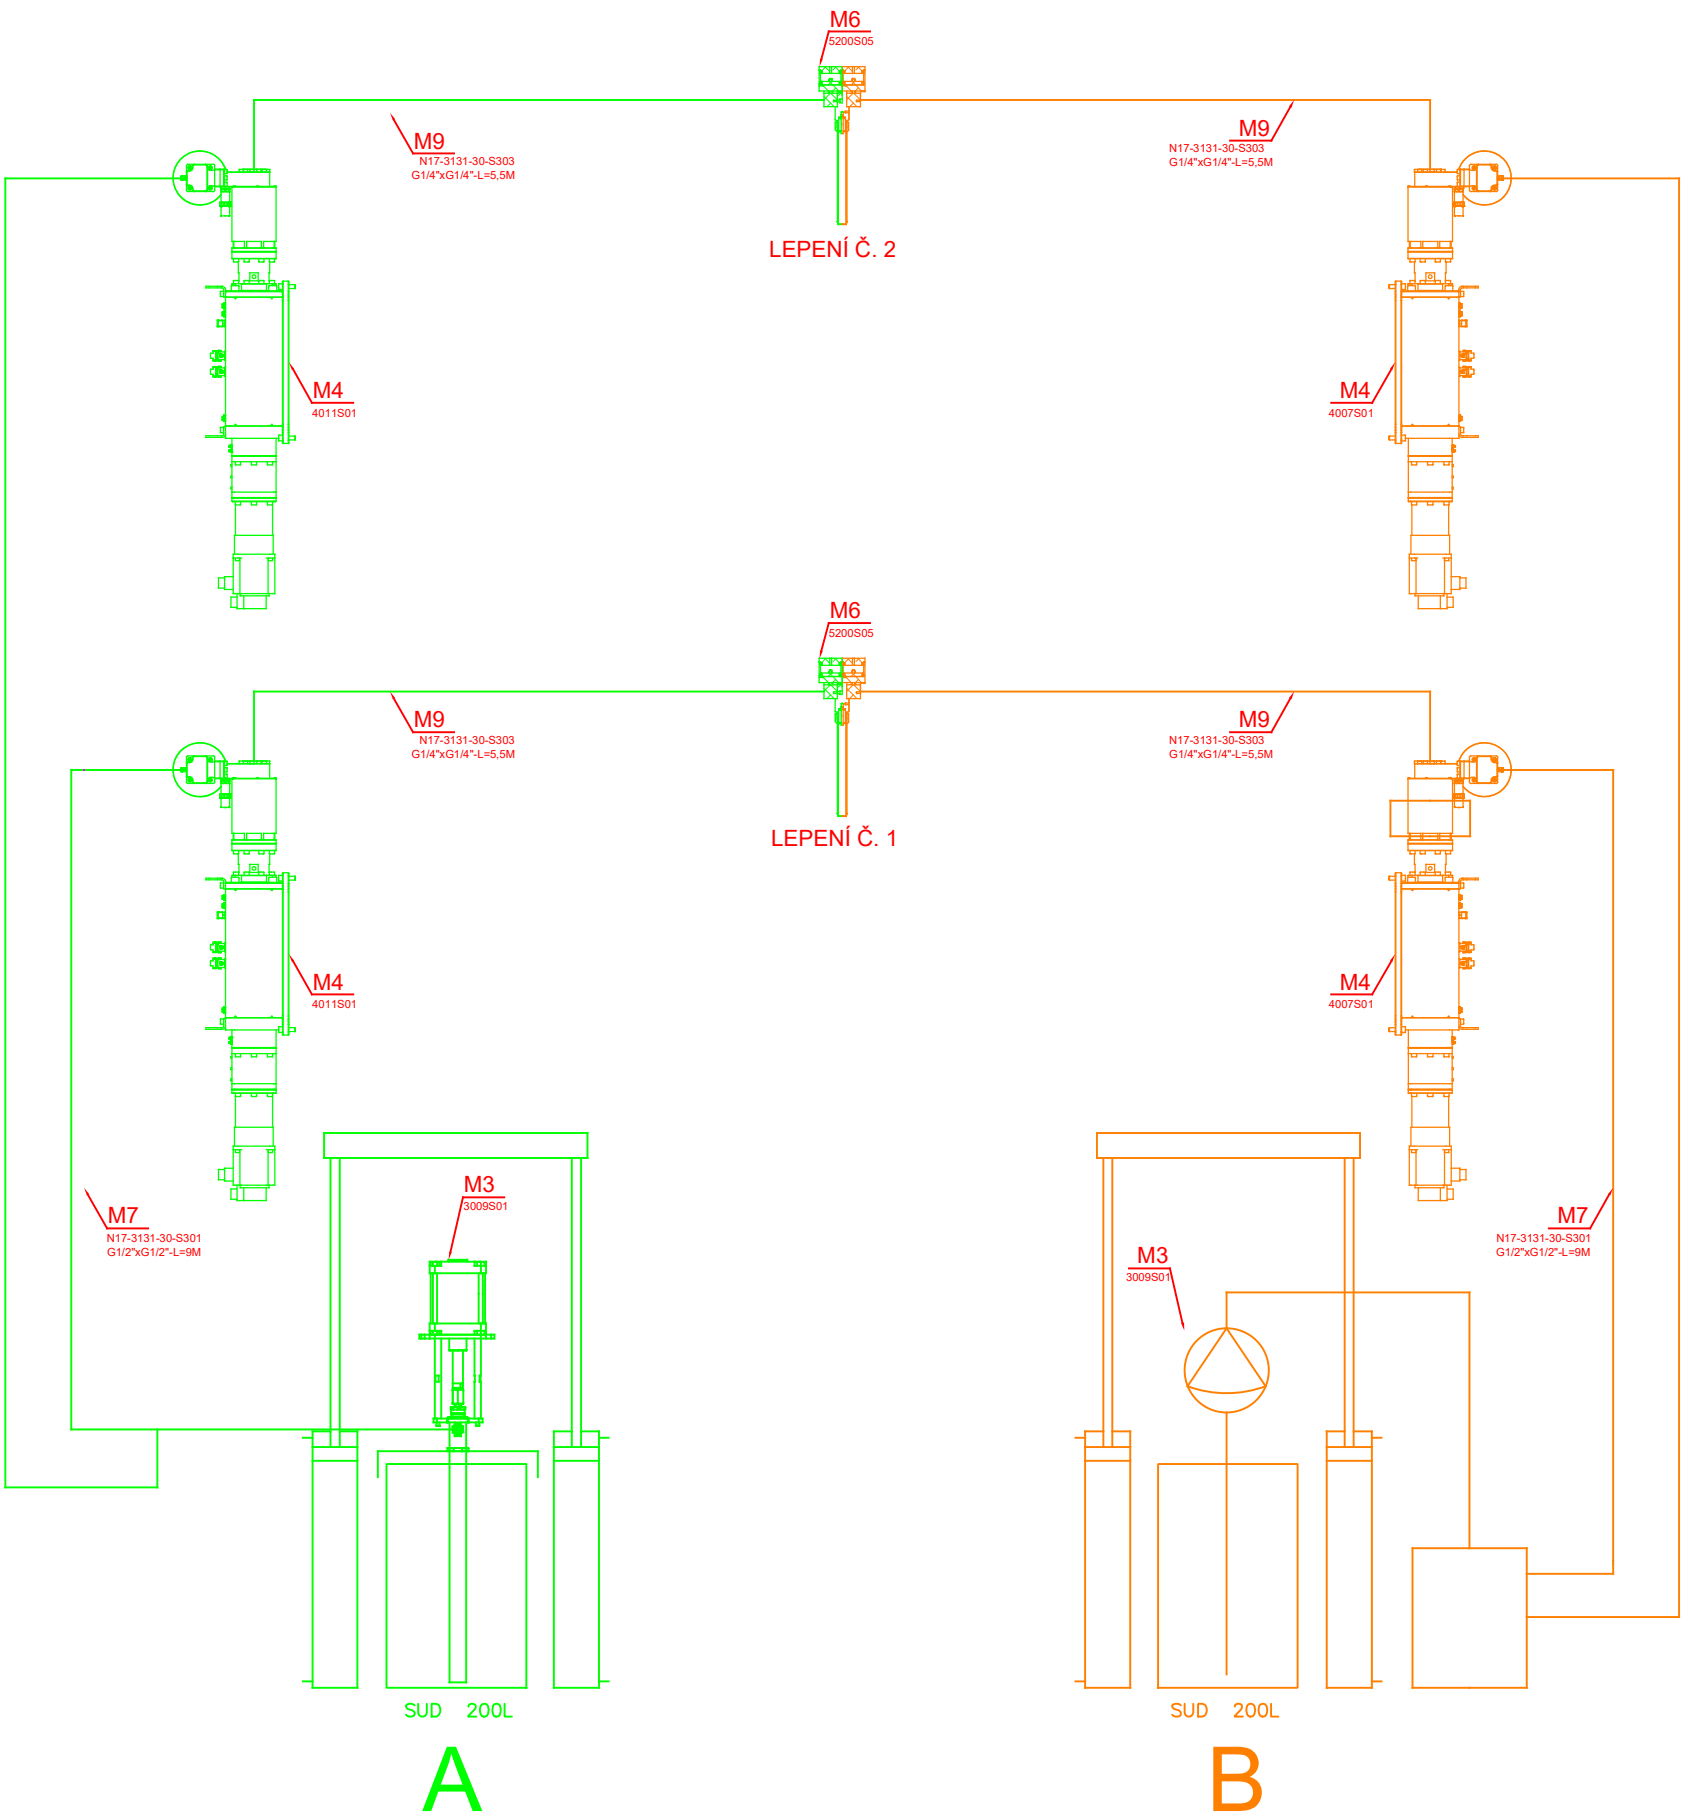 M6
5200S05
M9
N17-3131-30-S303
G1/4"xG1/4"-L=5,5M
M9
N17-3131-30-S303
G1/4"xG1/4"-L=5,5M
LEPENÍ Č. 2
M4
4011S01
M4
4007S01
M6
5200S05
M9
N17-3131-30-S303
G1/4"xG1/4"-L=5,5M
M9
N17-3131-30-S303
G1/4"xG1/4"-L=5,5M
LEPENÍ Č. 1
M4
4011S01
M4
4007S01
M3
3009S01
M7
N17-3131-30-S301
G1/2"xG1/2"-L=9M
M7
N17-3131-30-S301
G1/2"xG1/2"-L=9M
M3
3009S01
SUD 200L
SUD 200L
A
B